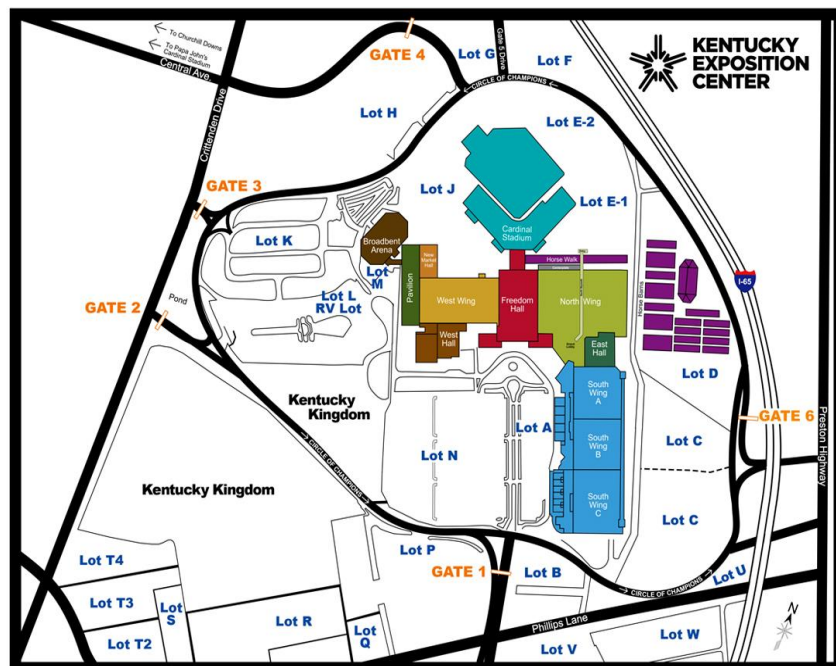 To Churchill Downs
To Papa John's
Cardinal Stadium
Central Ave.
GATE 4
Lot G
Gate 5 Drive
Lot F
KENTUCKY
EXPOSITION
CENTER
CIRCLE OF CHAMPIONS
Crittenden Drive
Lot H
Lot E-2
GATE 3
Lot J
Lot E-1
Lot K
Broadbent
Arena
Cardinal
Stadium
Lot
M
Pavilion
New
Market
Hall
Horse Walk
Horse Barns
I-65
Pond
GATE 2
Lot L
RV Lot
West Wing
Freedom
Hall
North Wing
West
Hall
East
Hall
Lot D
Kentucky
Kingdom
South
Wing
A
Lot A
GATE 6
Preston Highway
CIRCLE OF CHAMPIONS
Lot N
South
Wing
B
Lot C
Kentucky Kingdom
South
Wing
C
Lot C
Lot P
GATE 1
Lot B
CIRCLE OF CHAMPIONS
Lot U
Lot T4
Lot T3
Lot S
Lot R
Lot T2
Lot
Q
Phillips Lane
Lot V
Lot W
N